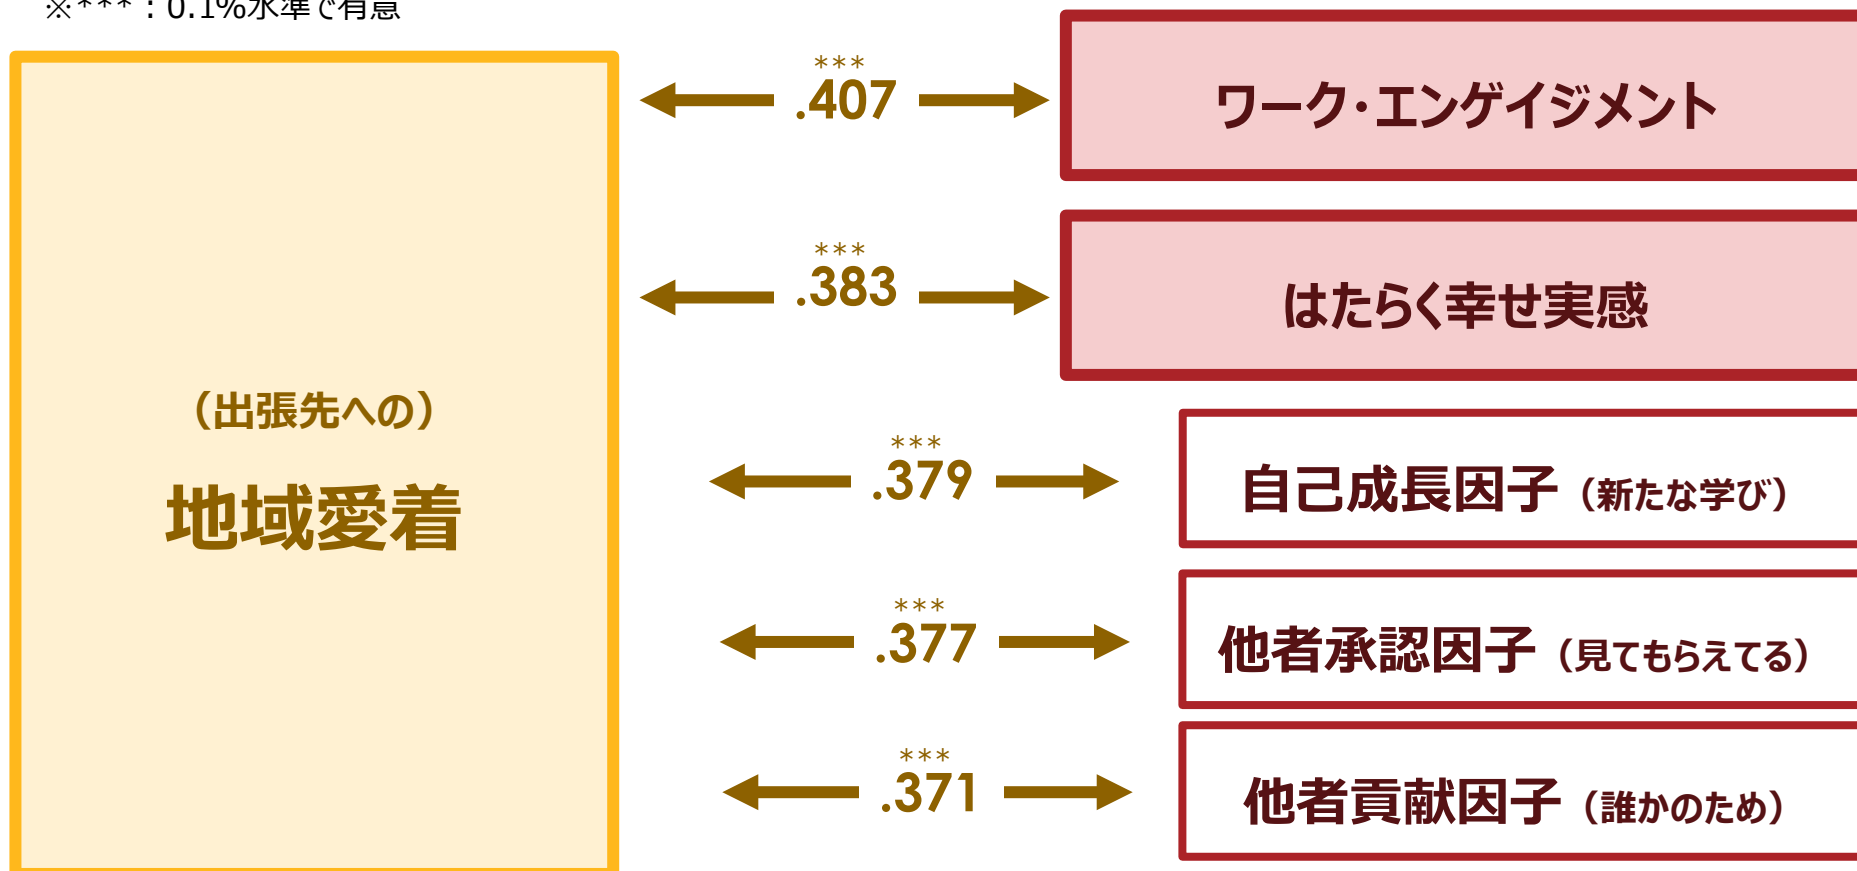 ※***：0.1%水準で有意
***
.407
ワーク・エンゲイジメント
***
.383
はたらく幸せ実感
（出張先への）
地域愛着
***
.379
自己成長因子（新たな学び）
***
.377
他者承認因子（見てもらえてる）
***
.371
他者貢献因子（誰かのため）